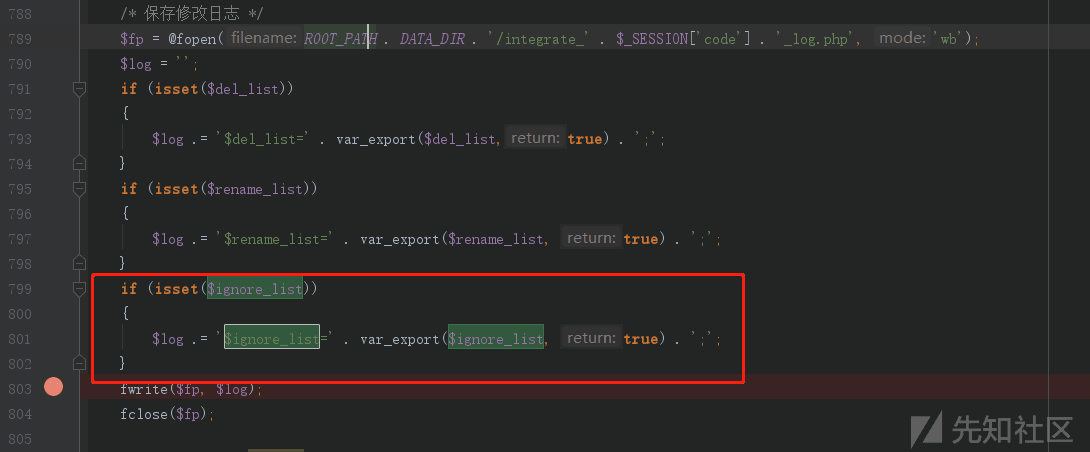 788 /* 保存修改日志 */
789 $fp = @fopen( filename: ROOT_PATH . DATA_DIR . '/integrate_' . $_SESSION['code'] . '_log.php', mode: 'wb');
790 $log = '';
791 if (isset($del_list))
792 {
793 $log .= '$del_list=' . var_export($del_list, return: true) . ';';
794 }
795 if (isset($rename_list))
796 {
797 $log .= '$rename_list=' . var_export($rename_list, return: true) . ';';
798 }
799 if (isset($ignore_list))
800 {
801 $log .= '$ignore_list=' . var_export($ignore_list, return: true) . ';';
802 }
803 fwrite($fp, $log);
804 fclose($fp);
805
先知社区